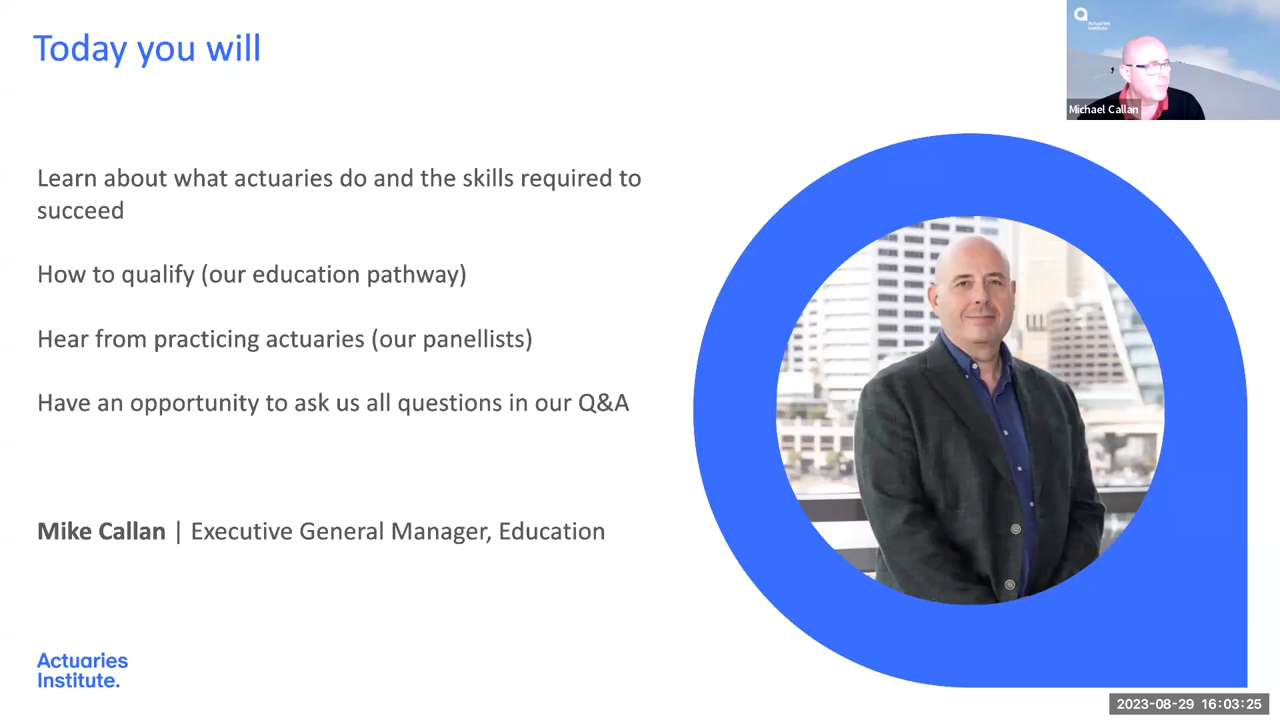 Today you will
Actuaries
Institute.
Michael Callan
Learn about what actuaries do and the skills required to
succeed
How to qualify (our education pathway)
Hear from practicing actuaries (our panellists)
Have an opportunity to ask us all questions in our Q&A
Mike Callan | Executive General Manager, Education
Actuaries
Institute.
2023-08-29 16:03:25